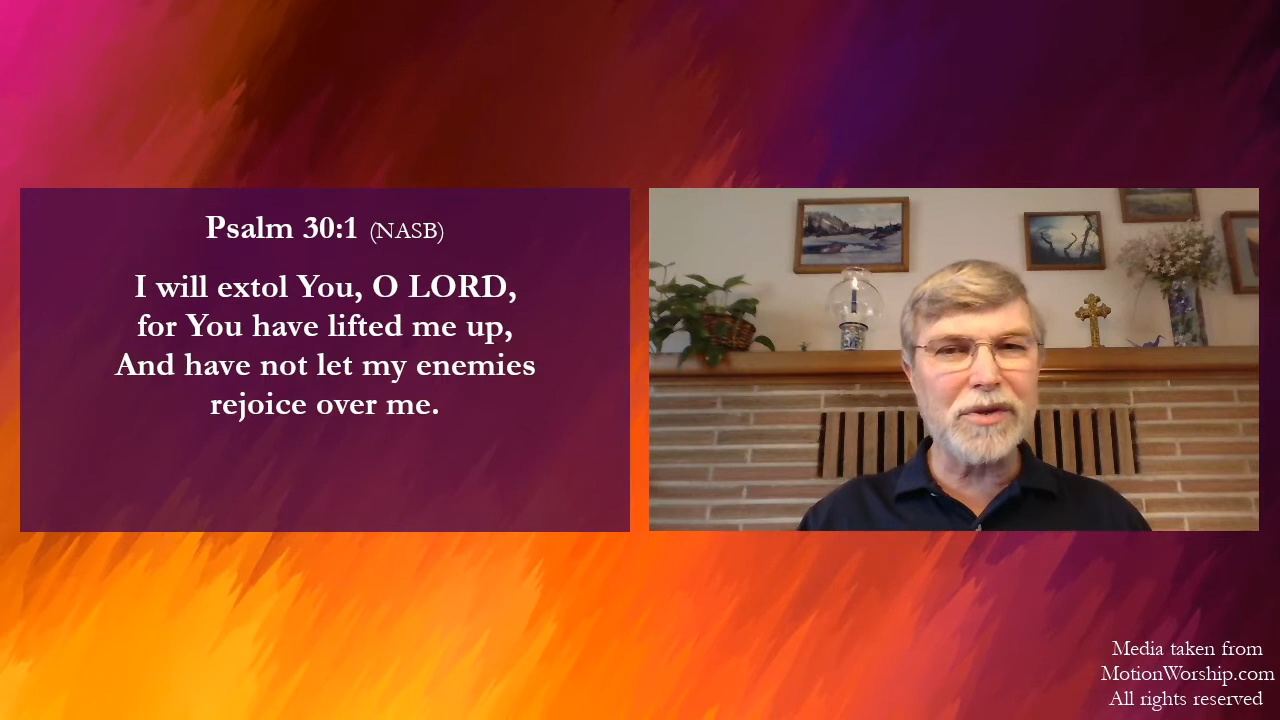 Psalm 30:1 (NASB)
I will extol You, O LORD,
for You have lifted me up,
And have not let my enemies
rejoice over me.
Media taken from
MotionWorship.com
All rights reserved